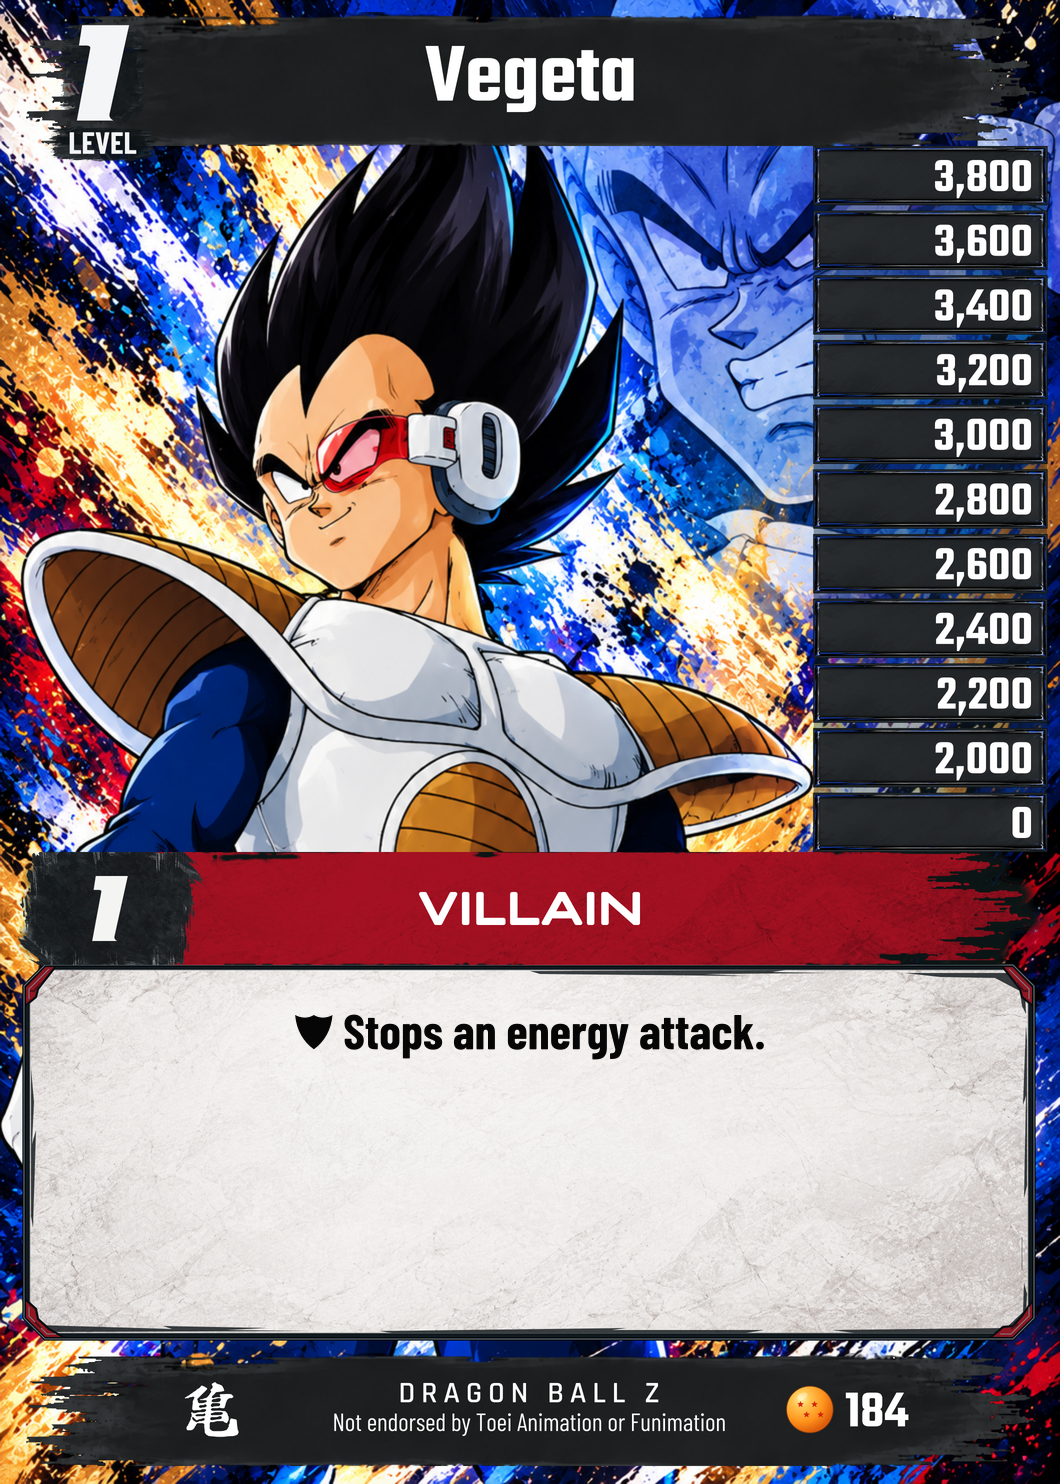 1
LEVEL
Vegeta
3,800
3,600
3,400
3,200
3,000
2,800
2,600
2,400
2,200
2,000
0
1
VILLAIN
Stops an energy attack.
亀
DRAGON BALL Z
Not endorsed by Toei Animation or Funimation
184